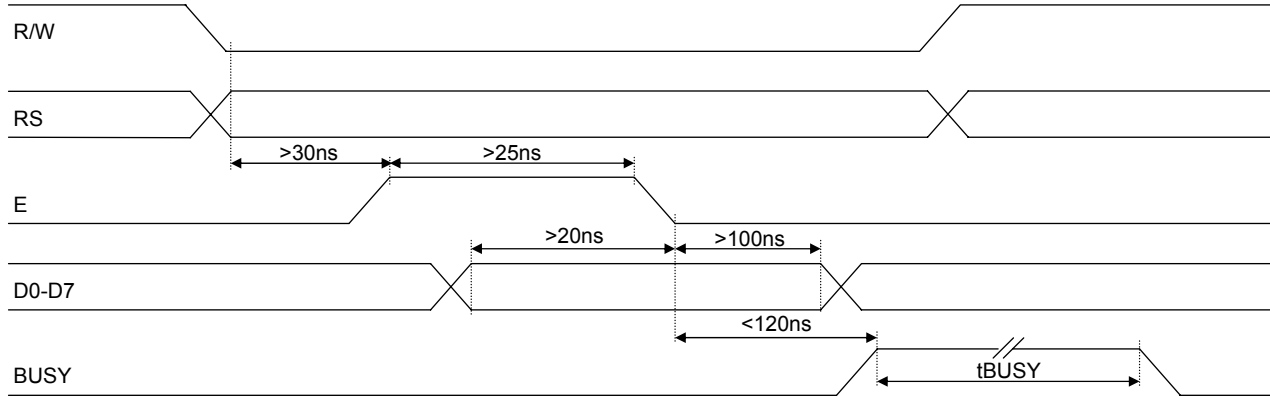 R/W
RS
>30ns >25ns
E
>20ns >100ns
D0-D7
<120ns
BUSY tBUSY